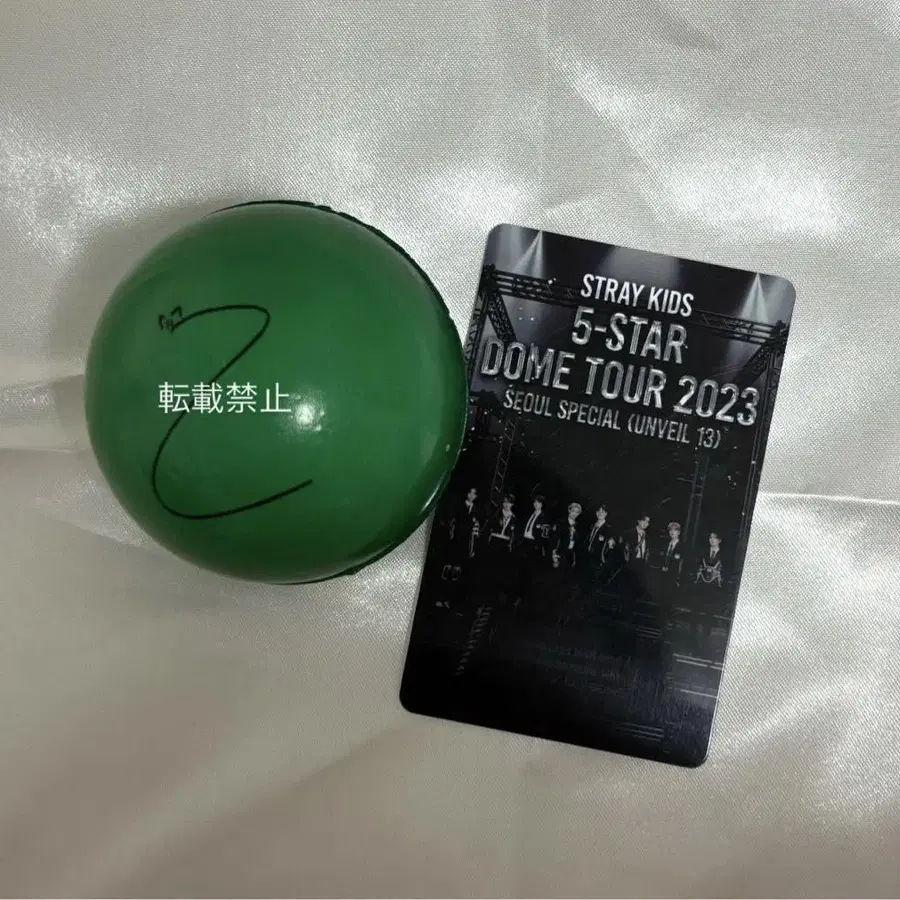 転載禁止
STRAY KIDS
5-STAR
DOME TOUR 2023
SEOUL SPECIAL (UNVEIL 13)